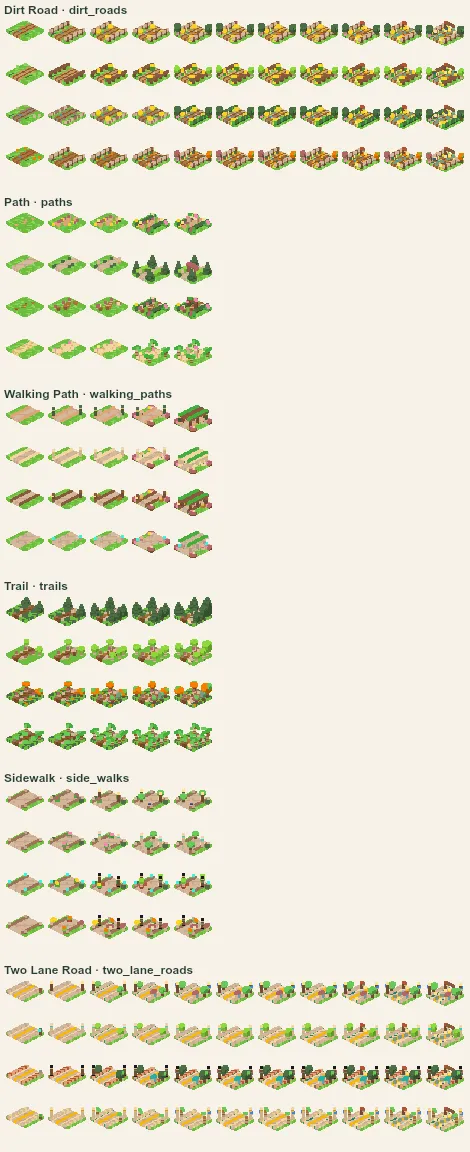 Dirt Road · dirt_roads
Path · paths
Walking Path · walking_paths
Trail · trails
Sidewalk · side_walks
Two Lane Road · two_lane_roads